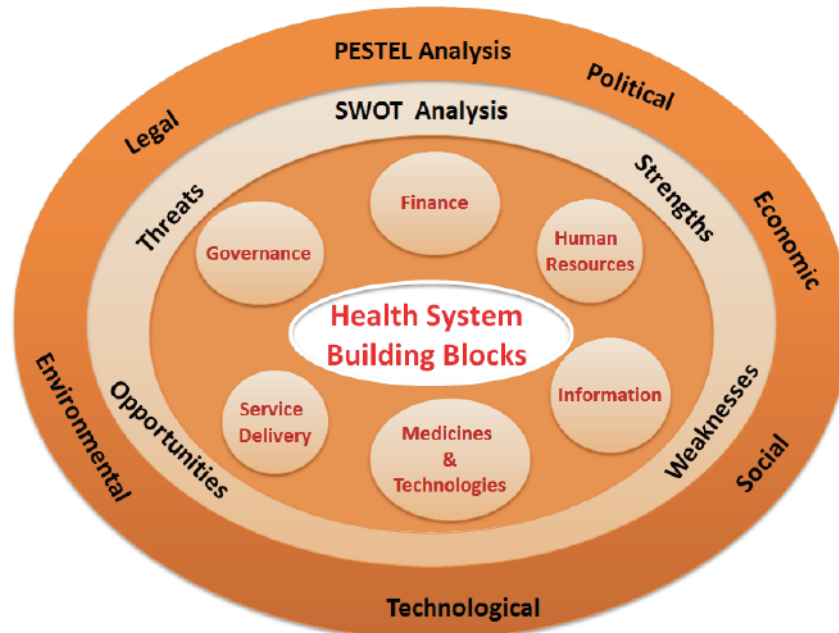 PESTEL Analysis
Political
Economic
Social
Technological
Environmental
Legal
SWOT Analysis
Strengths
Weaknesses
Opportunities
Threats
Finance
Human
Resources
Information
Medicines
&
Technologies
Service
Delivery
Governance
Health System
Building Blocks